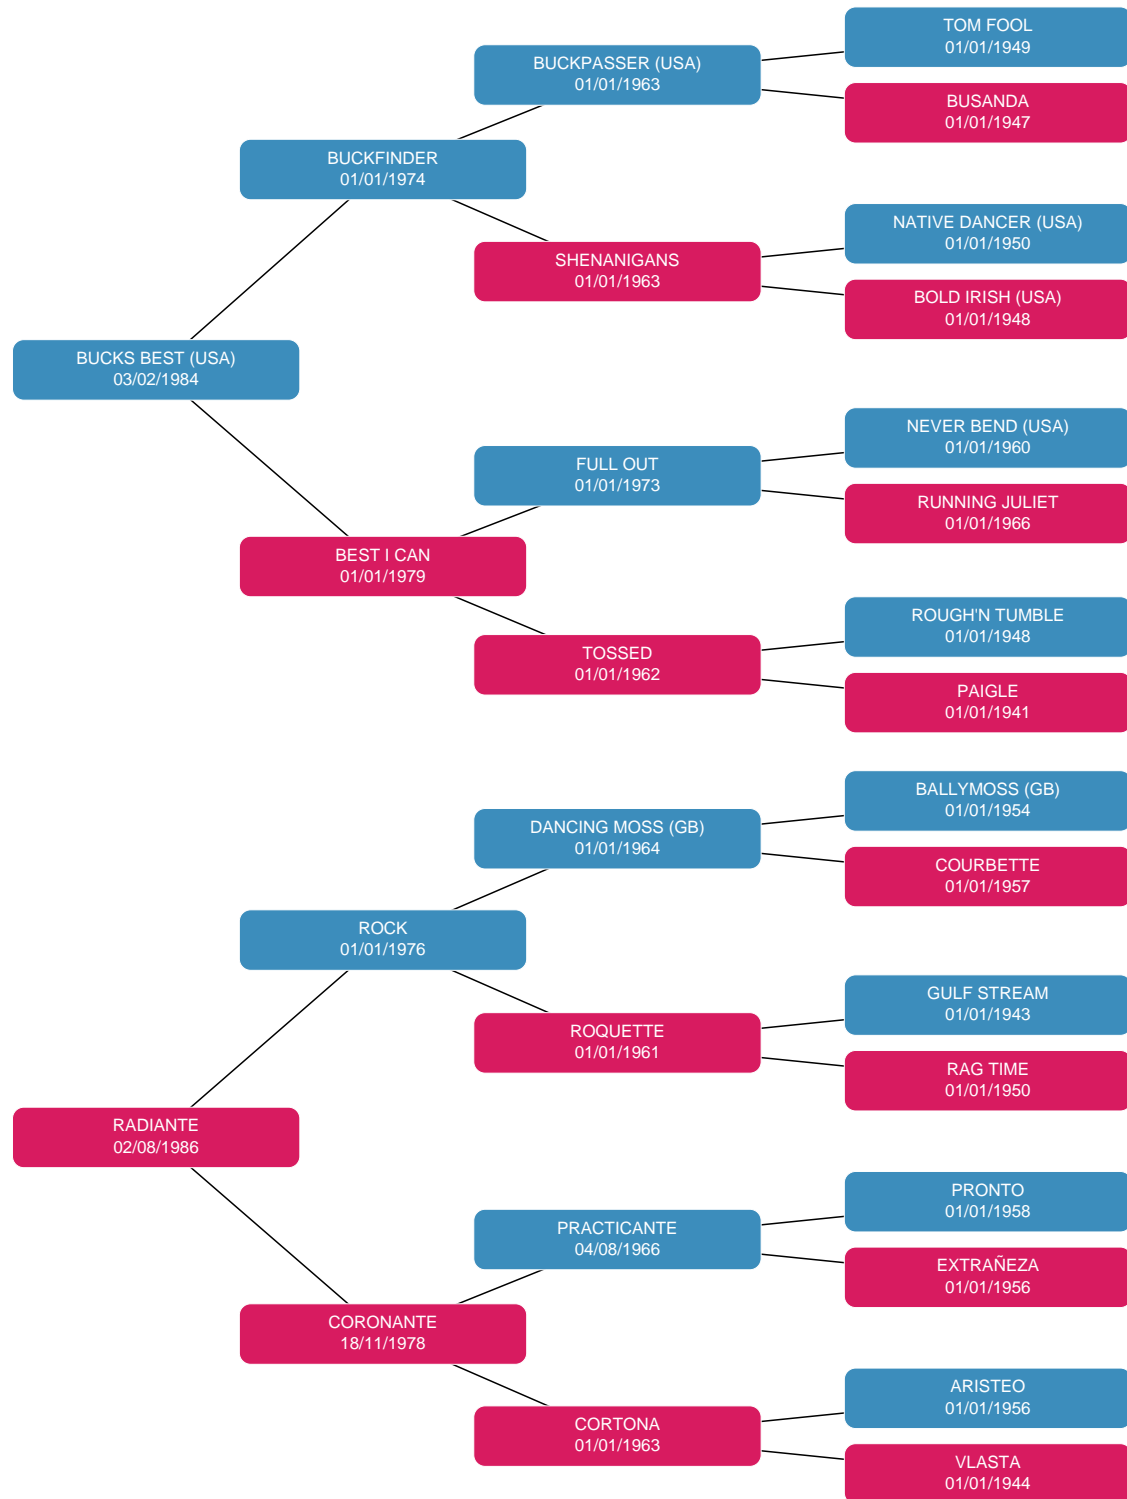 TOM FOOL
01/01/1949
BUCKPASSER (USA)
01/01/1963
BUSANDA
01/01/1947
BUCKFINDER
01/01/1974
NATIVE DANCER (USA)
01/01/1950
SHENANIGANS
01/01/1963
BOLD IRISH (USA)
01/01/1948
BUCKS BEST (USA)
03/02/1984
NEVER BEND (USA)
01/01/1960
FULL OUT
01/01/1973
RUNNING JULIET
01/01/1966
BEST I CAN
01/01/1979
ROUGH'N TUMBLE
01/01/1948
TOSSED
01/01/1962
PAIGLE
01/01/1941
BALLYMOSS (GB)
01/01/1954
DANCING MOSS (GB)
01/01/1964
COURBETTE
01/01/1957
ROCK
01/01/1976
GULF STREAM
01/01/1943
ROQUETTE
01/01/1961
RAG TIME
01/01/1950
RADIANTE
02/08/1986
PRONTO
01/01/1958
PRACTICANTE
04/08/1966
EXTRAÑEZA
01/01/1956
CORONANTE
18/11/1978
ARISTEO
01/01/1956
CORTONA
01/01/1963
VLASTA
01/01/1944